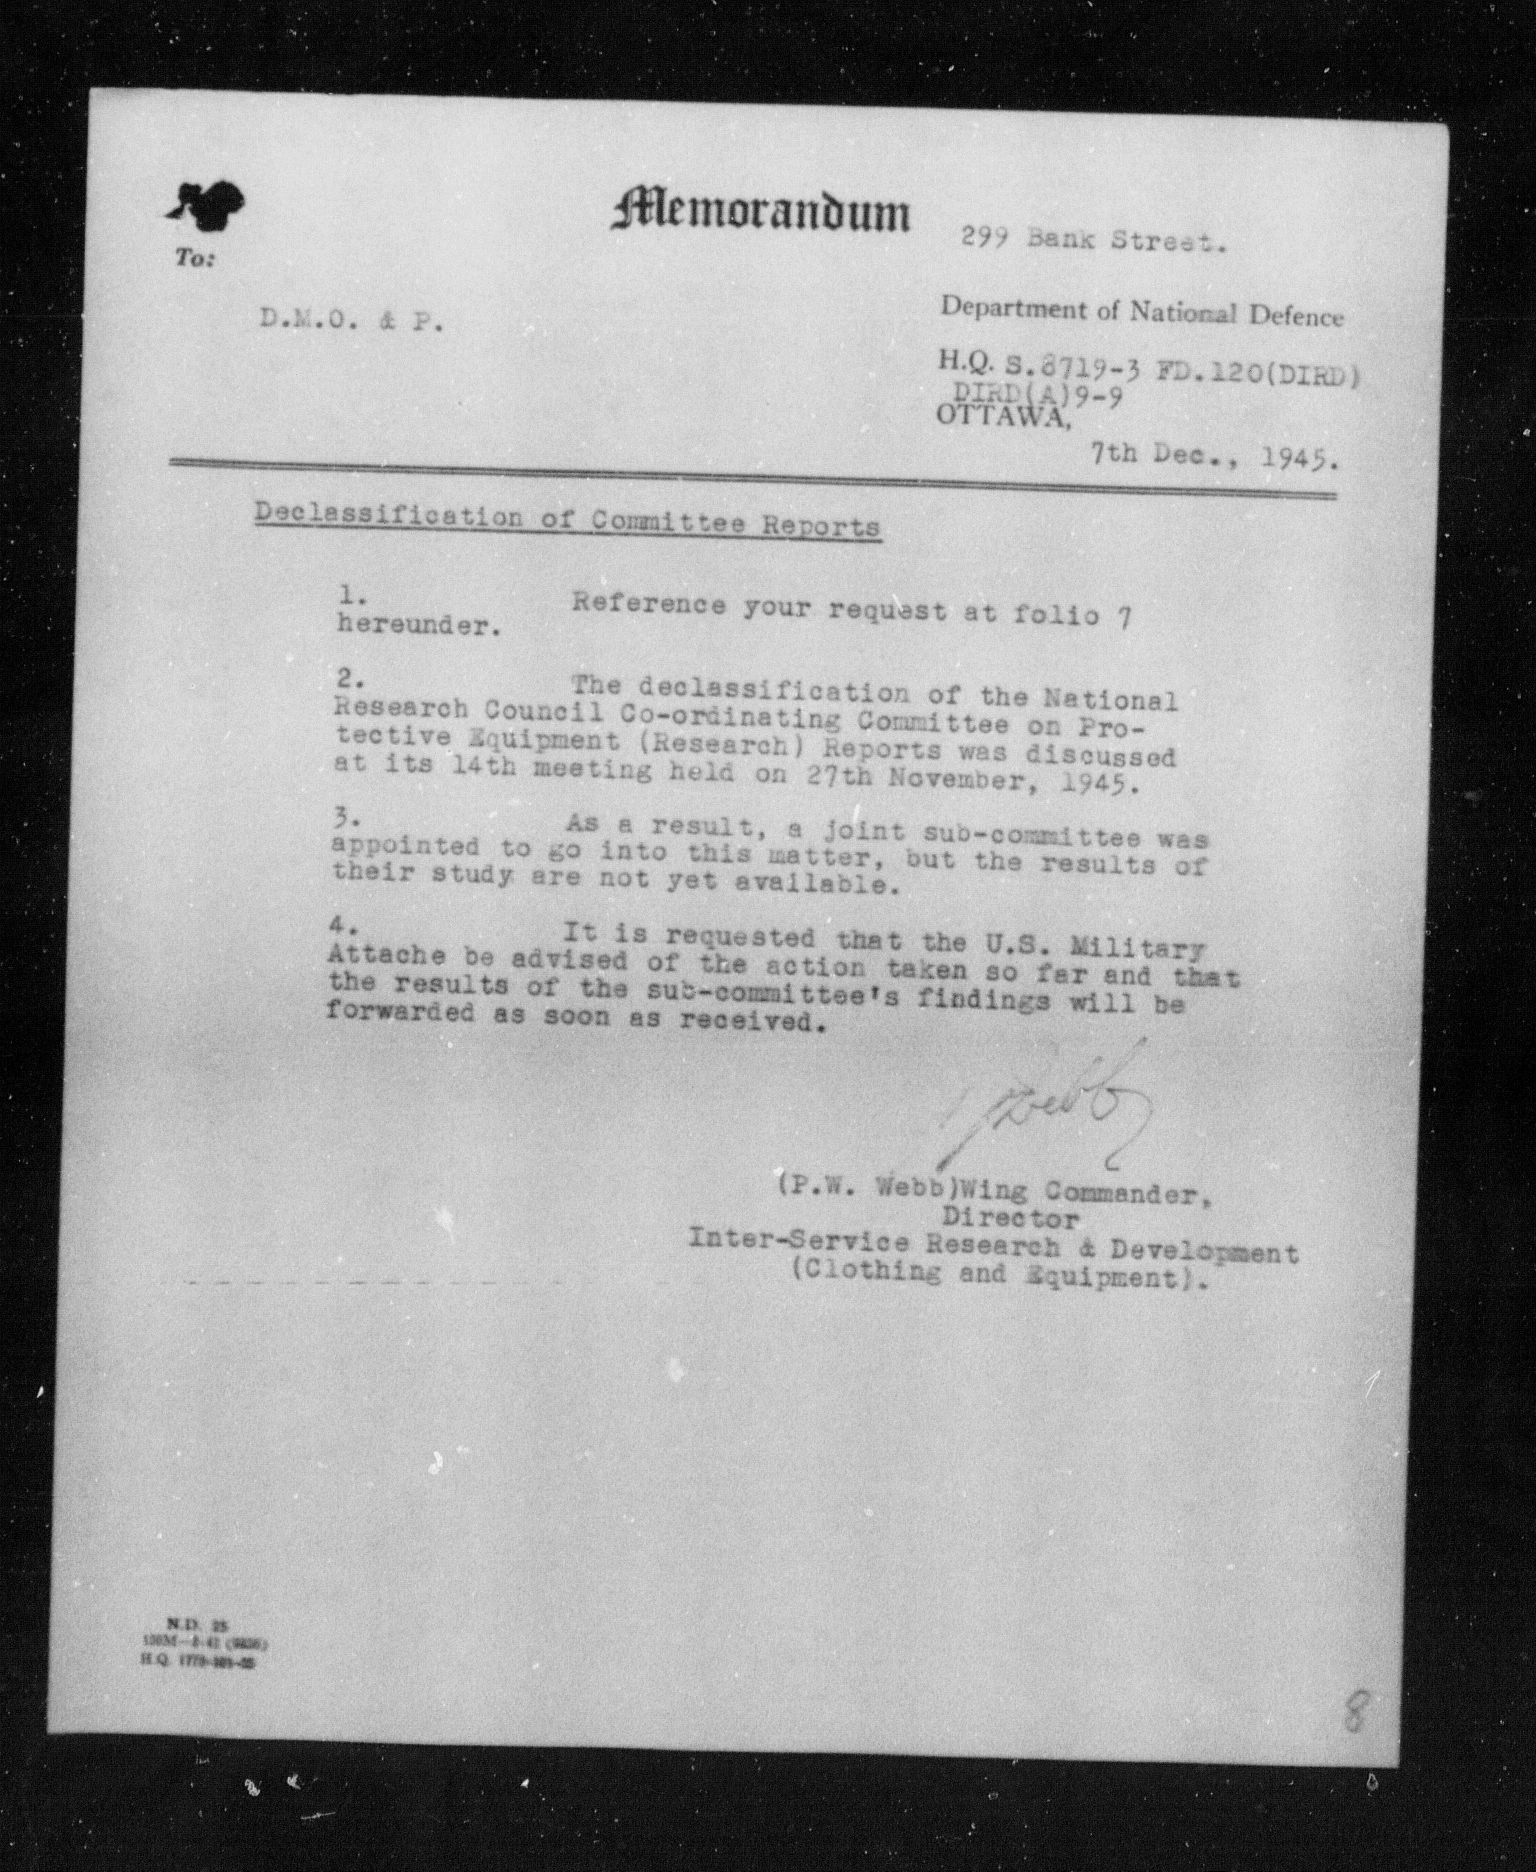 Memorandum
299 Bank Street.
To:
D.M.O. & P.
Department of National Defence
H.Q. S.8719-3 FD.120(DIRD)
DIRD(A)9-9
OTTAWA,
7th Dec., 1945.
Declassification of Committee Reports
1. Reference your request at folio 7
hereunder.
2. The declassification of the National
Research Council Co-ordinating Committee on Pro-
tective Equipment (Research) Reports was discussed
at its 14th meeting held on 27th November, 1945.
3. As a result, a joint sub-committee was
appointed to go into this matter, but the results of
their study are not yet available.
4. It is requested that the U.S. Military
Attache be advised of the action taken so far and that
the results of the sub-committee's findings will be
forwarded as soon as received.
Webb
(P.W. Webb)Wing Commander,
Director
Inter-Service Research & Development
(Clothing and Equipment).
N.D. 25
H.Q.
8